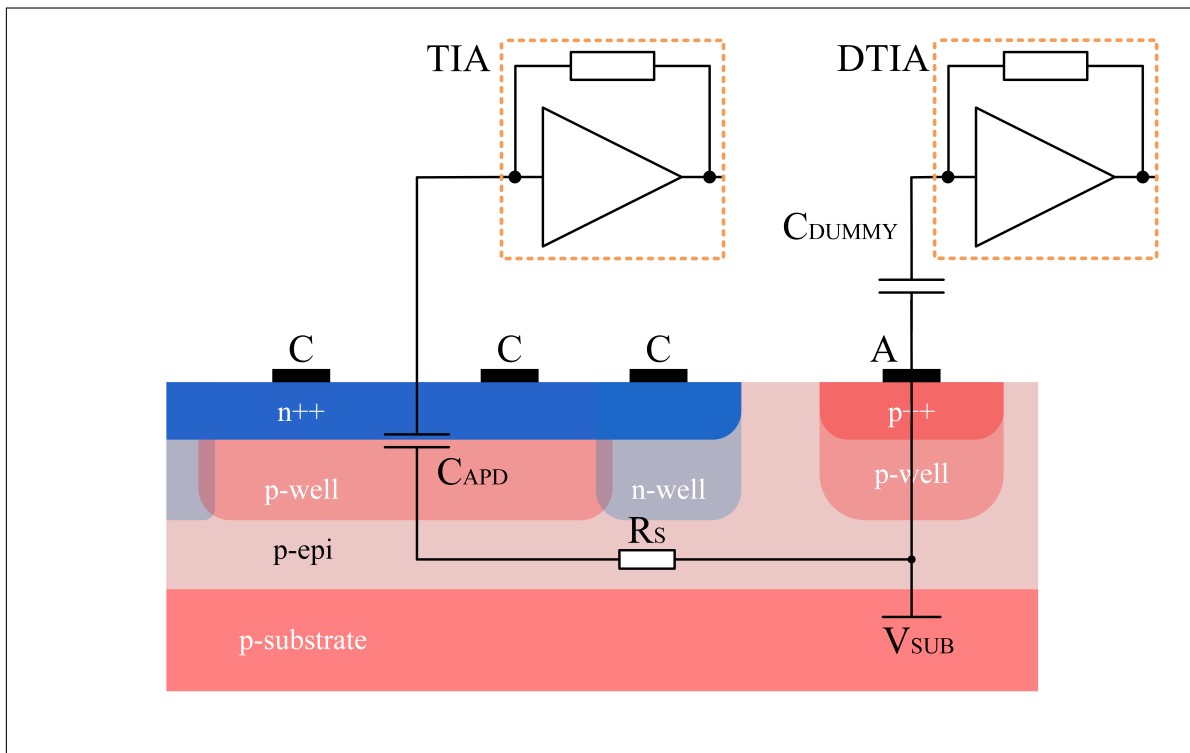 TIA
DTIA
CDUMMY
C
C
C
A
n++
p++
CAPD
p-well
n-well
p-well
RS
p-epi
p-substrate
VSUB